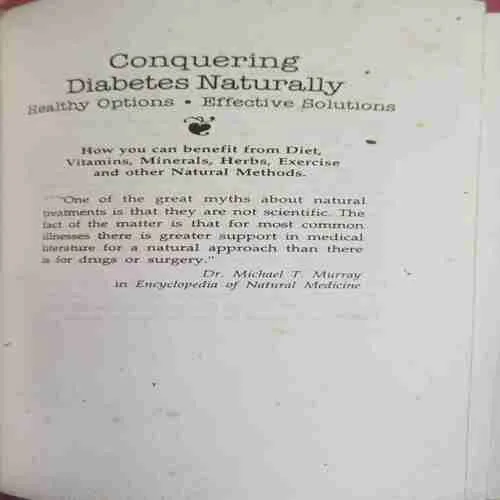 Conquering
Diabetes Naturally
Healthy Options • Effective Solutions
How you can benefit from Diet,
Vitamins, Minerals, Herbs, Exercise
and other Natural Methods.
"One of the great myths about natural
treatments is that they are not scientific. The
fact of the matter is that for most common
illnesses there is greater support in medical
literature for a natural approach than there
is for drugs or surgery."
Dr. Michael T. Murray
in Encyclopedia of Natural Medicine